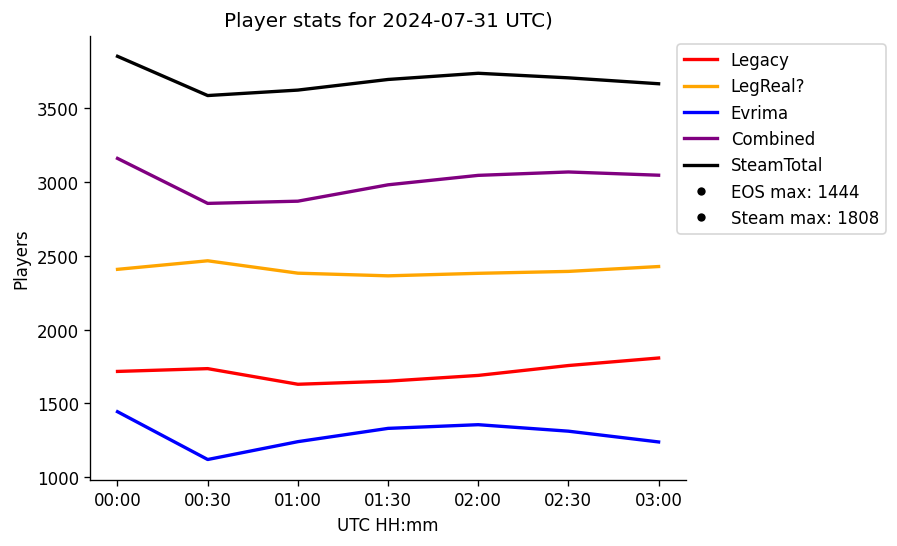 Player stats for 2024-07-31 UTC)
Legacy
LegReal?
Evrima
Combined
SteamTotal
EOS max: 1444
Steam max: 1808
Players
3500
3000
2500
2000
1500
1000
00:00 00:30 01:00 01:30 02:00 02:30 03:00
UTC HH:mm